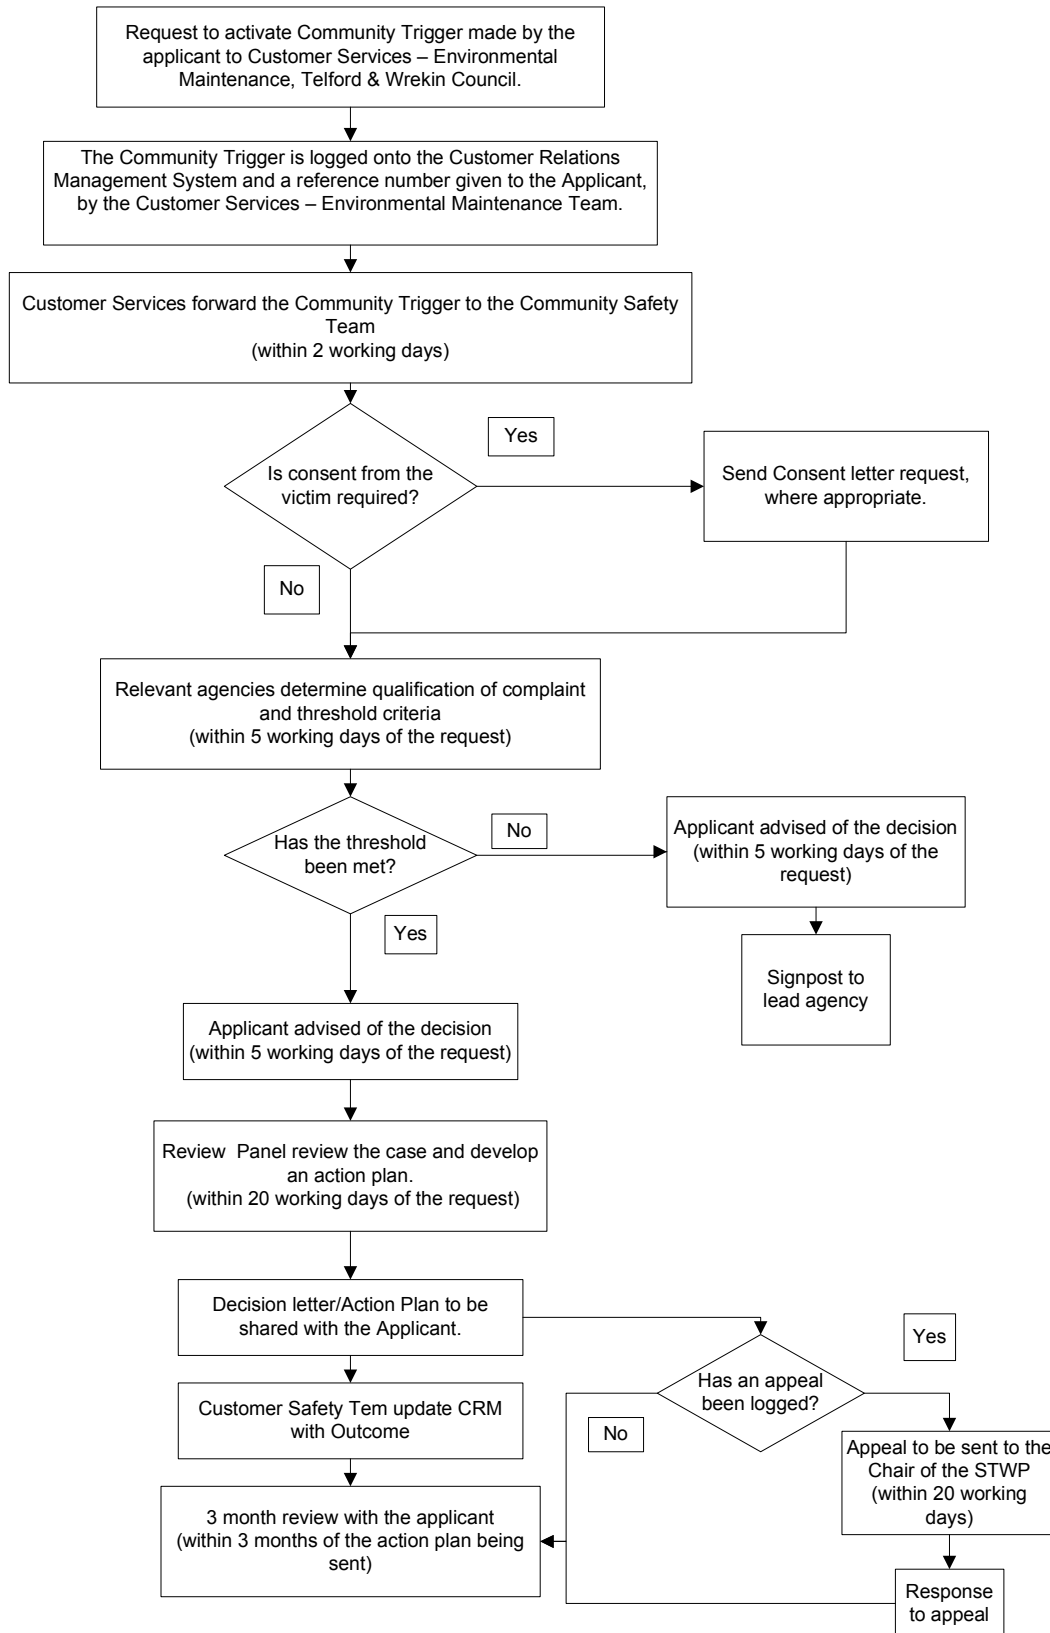 Request to activate Community Trigger made by the
applicant to Customer Services – Environmental
Maintenance, Telford & Wrekin Council.
The Community Trigger is logged onto the Customer Relations
Management System and a reference number given to the Applicant,
by the Customer Services – Environmental Maintenance Team.
Customer Services forward the Community Trigger to the Community Safety
Team
(within 2 working days)
Is consent from the
victim required?
Yes
Send Consent letter request,
where appropriate.
No
Relevant agencies determine qualification of complaint
and threshold criteria
(within 5 working days of the request)
Has the threshold
been met?
No
Applicant advised of the decision
(within 5 working days of the
request)
Signpost to
lead agency
Yes
Applicant advised of the decision
(within 5 working days of the request)
Review Panel review the case and develop
an action plan.
(within 20 working days of the request)
Decision letter/Action Plan to be
shared with the Applicant.
Has an appeal
been logged?
Yes
No
Appeal to be sent to the
Chair of the STWP
(within 20 working
days)
Response
to appeal
Customer Safety Tem update CRM
with Outcome
3 month review with the applicant
(within 3 months of the action plan being
sent)